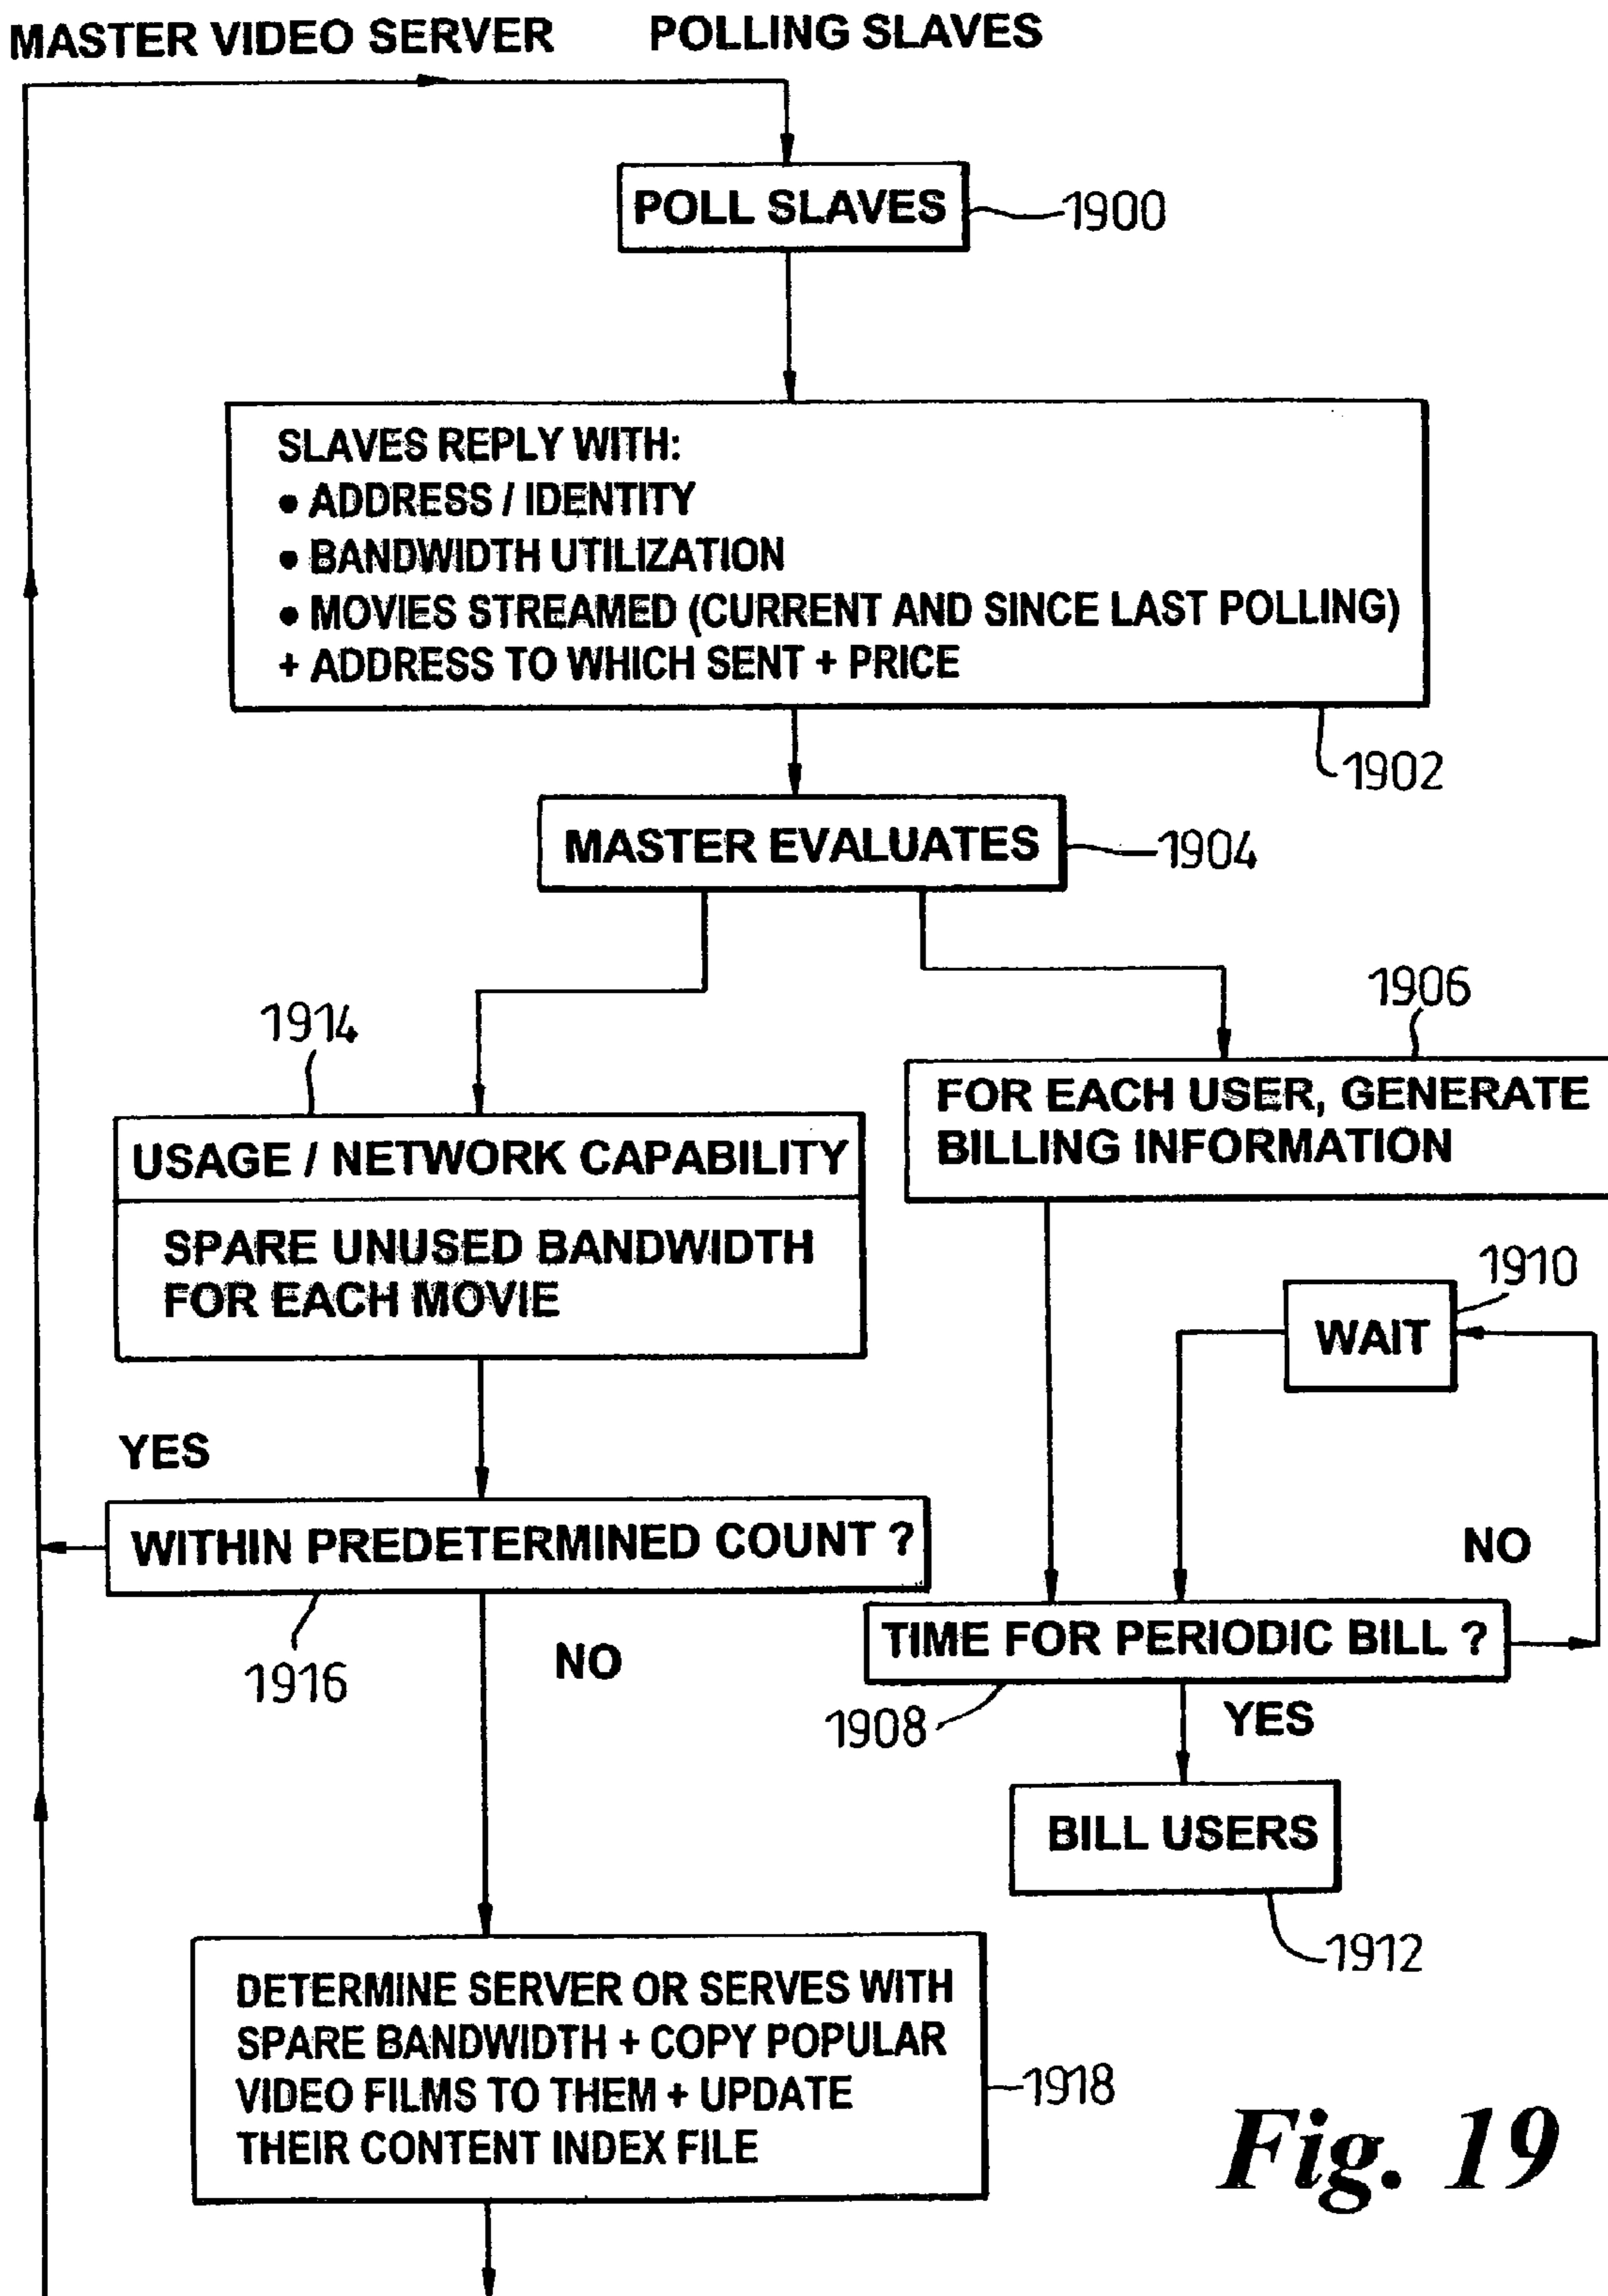 MASTER VIDEO SERVER POLLING SLAVES
POLL SLAVES
1900
SLAVES REPLY WITH:
• ADDRESS / IDENTITY
• BANDWIDTH UTILIZATION
• MOVIES STREAMED (CURRENT AND SINCE LAST POLLING)
+ ADDRESS TO WHICH SENT + PRICE
1902
MASTER EVALUATES
1904
1914
USAGE / NETWORK CAPABILITY
SPARE UNUSED BANDWIDTH
FOR EACH MOVIE
1906
FOR EACH USER, GENERATE
BILLING INFORMATION
1910
WAIT
YES
WITHIN PREDETERMINED COUNT ?
1916
NO
NO
TIME FOR PERIODIC BILL ?
1908
YES
BILL USERS
1912
DETERMINE SERVER OR SERVES WITH
SPARE BANDWIDTH + COPY POPULAR
VIDEO FILMS TO THEM + UPDATE
THEIR CONTENT INDEX FILE
1918
Fig. 19